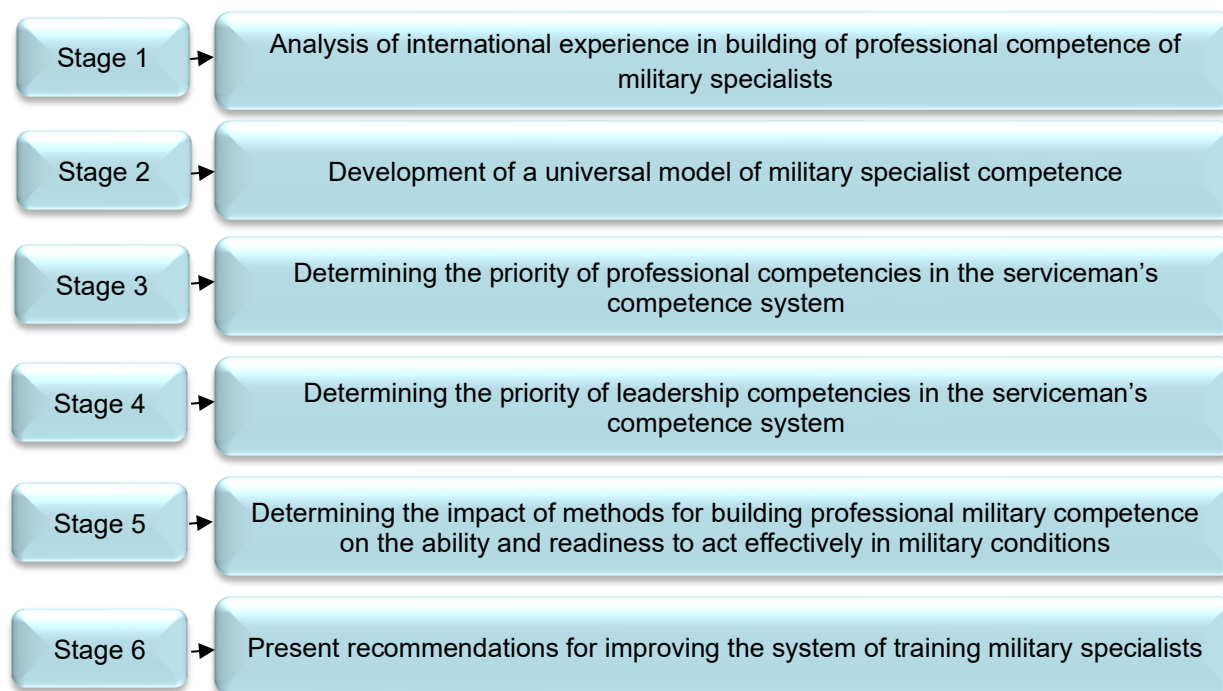 Stage 1
Analysis of international experience in building of professional competence of
military specialists
Stage 2
Development of a universal model of military specialist competence
Stage 3
Determining the priority of professional competencies in the serviceman’s
competence system
Stage 4
Determining the priority of leadership competencies in the serviceman’s
competence system
Stage 5
Determining the impact of methods for building professional military competence
on the ability and readiness to act effectively in military conditions
Stage 6
Present recommendations for improving the system of training military specialists